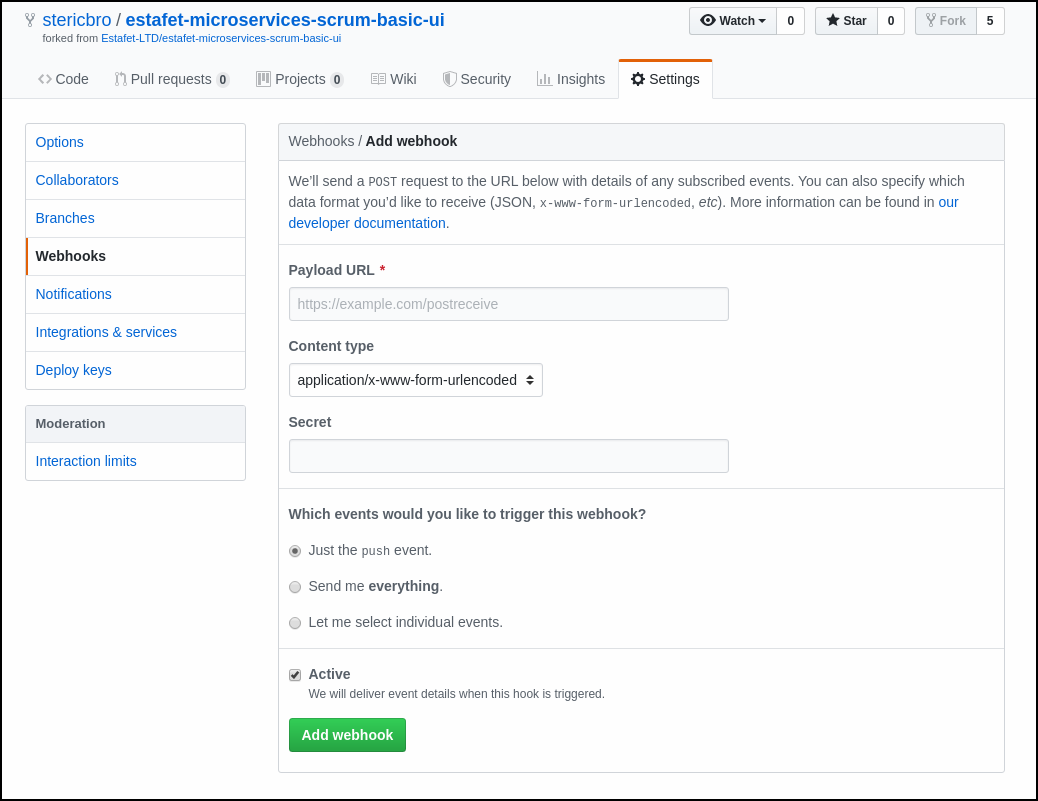 stericbro / estafet-microservices-scrum-basic-ui
forked from Estafet-LTD/estafet-microservices-scrum-basic-ui
Watch 0 Star 0 Fork 5
Code Pull requests 0 Projects 0 Wiki Security Insights Settings
Options
Collaborators
Branches
Webhooks
Notifications
Integrations & services
Deploy keys
Moderation
Interaction limits
Webhooks / Add webhook
We’ll send a POST request to the URL below with details of any subscribed events. You can also specify which
data format you’d like to receive (JSON, x-www-form-urlencoded, etc). More information can be found in our
developer documentation.
Payload URL *
https://example.com/postreceive
Content type
application/x-www-form-urlencoded
Secret
Which events would you like to trigger this webhook?
Just the push event.
Send me everything.
Let me select individual events.
Active
We will deliver event details when this hook is triggered.
Add webhook